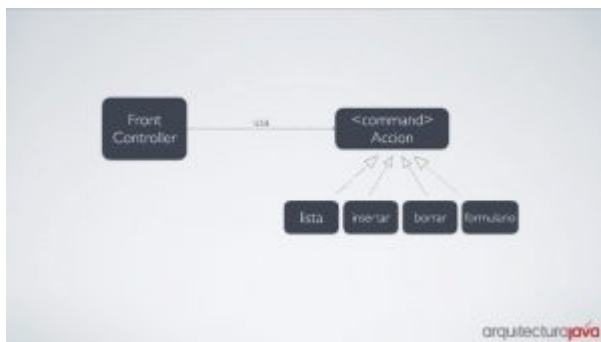 Front
Controller
usa
<command>
Accion
lista
insertar
borrar
formulario
arquitecturajava